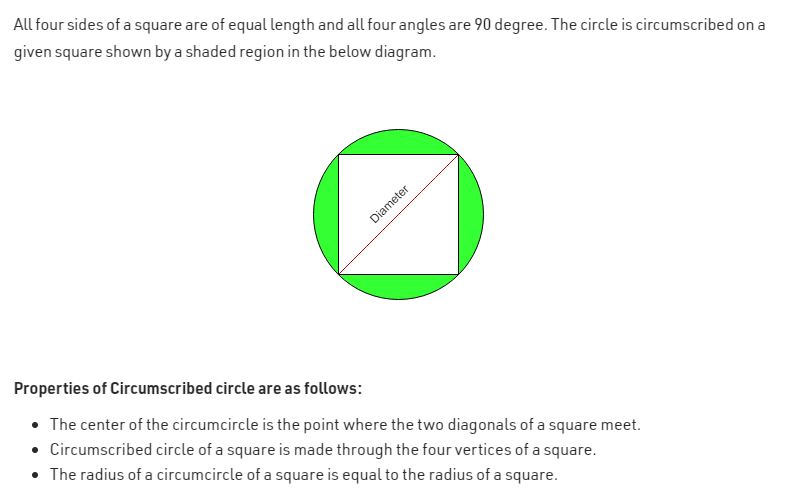 All four sides of a square are of equal length and all four angles are 90 degree. The circle is circumscribed on a
given square shown by a shaded region in the below diagram.
Diameter
Properties of Circumscribed circle are as follows:
• The center of the circumcircle is the point where the two diagonals of a square meet.
• Circumscribed circle of a square is made through the four vertices of a square.
• The radius of a circumcircle of a square is equal to the radius of a square.